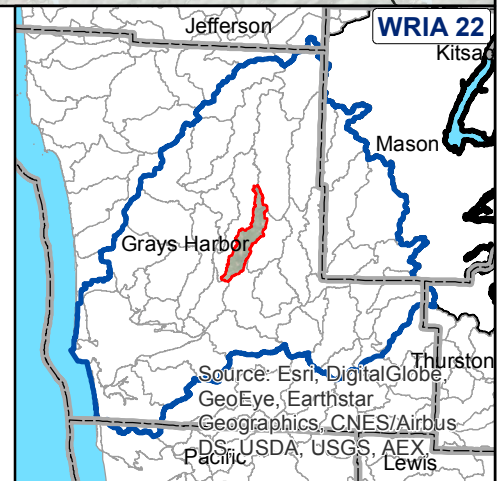 Jefferson
WRIA 22
Kitsap
Mason
Grays Harbor
Thurston
Source: Esri, DigitalGlobe,
GeoEye, Earthstar
Geographics, CNES/Airbus
DS, USDA, USGS, AEX,
Pacific
Lewis